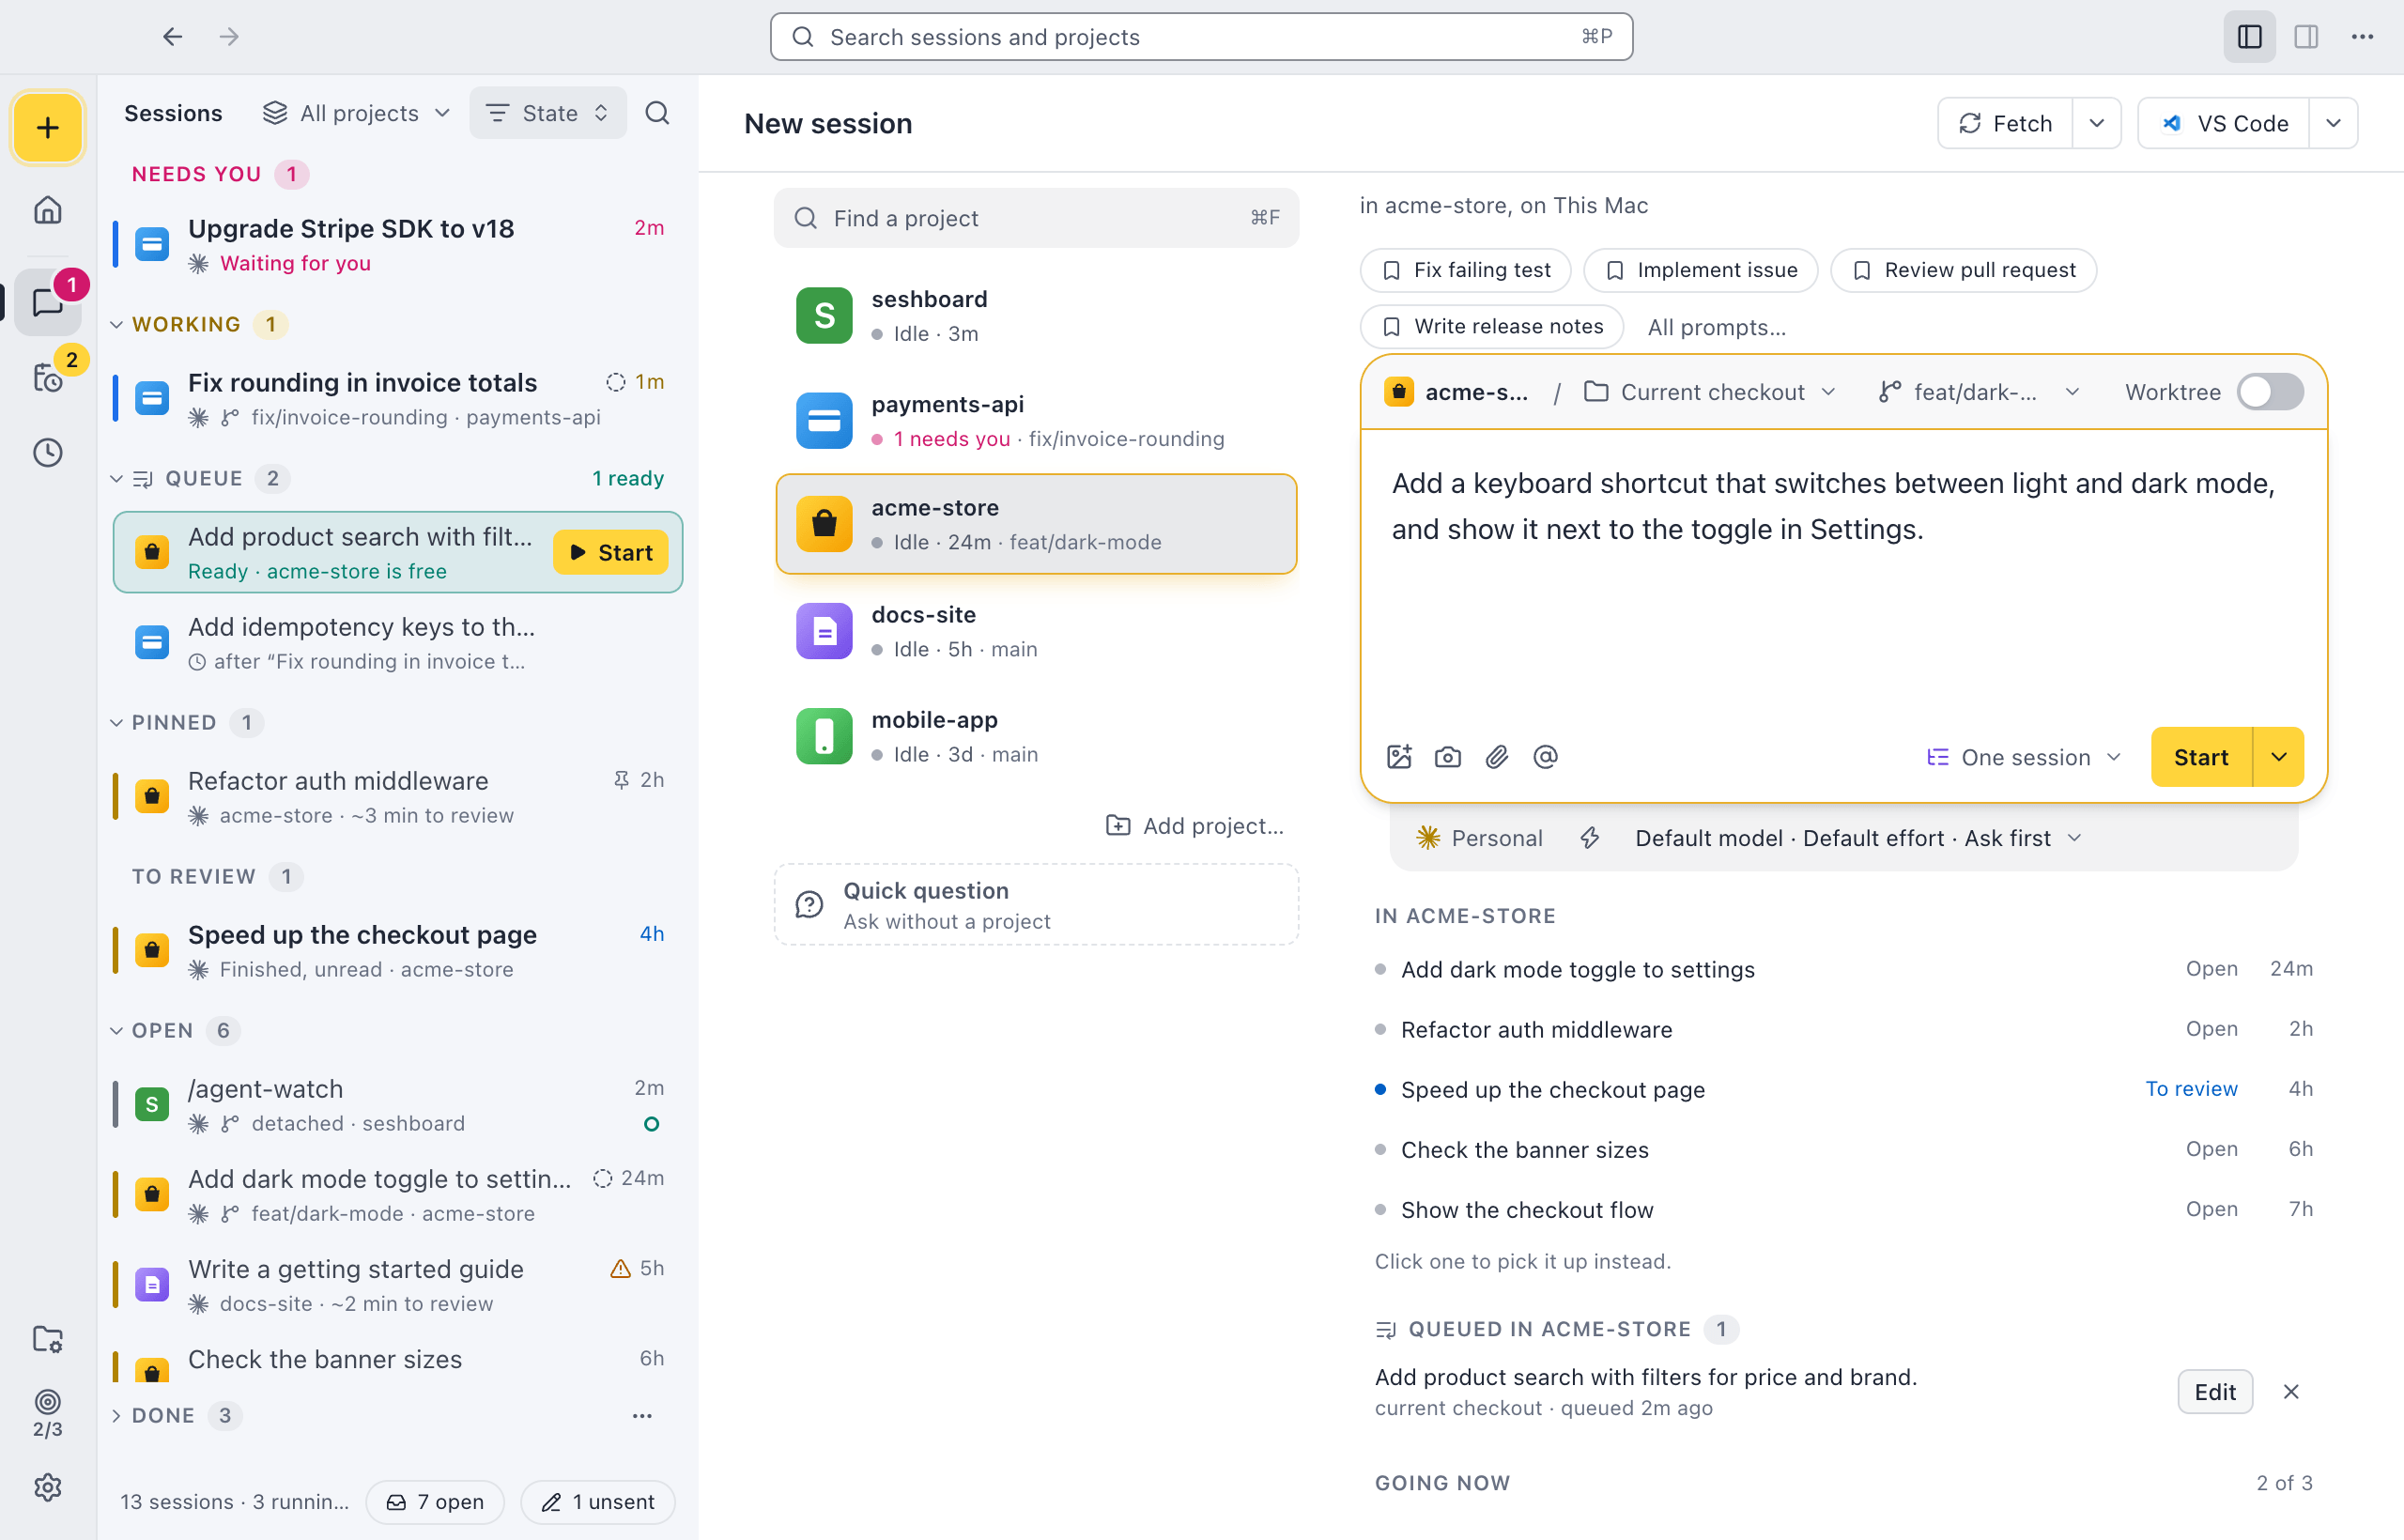 Search sessions and projects ⌘P
Sessions All projects State
NEEDS YOU 1
Upgrade Stripe SDK to v18 2m
Waiting for you
WORKING 1
Fix rounding in invoice totals 1m
fix/invoice-rounding · payments-api
QUEUE 2 1 ready
Add product search with filt... Start
Ready · acme-store is free
Add idempotency keys to th...
after “Fix rounding in invoice t...
PINNED 1
Refactor auth middleware 2h
acme-store · ~3 min to review
TO REVIEW 1
Speed up the checkout page 4h
Finished, unread · acme-store
OPEN 6
S /agent-watch 2m
detached · seshboard
Add dark mode toggle to settin... 24m
feat/dark-mode · acme-store
Write a getting started guide 5h
docs-site · ~2 min to review
Check the banner sizes 6h
DONE 3
13 sessions · 3 runnin... 7 open 1 unsent
1
2
2/3
New session Fetch VS Code
Find a project ⌘F
S seshboard
Idle · 3m
payments-api
1 needs you · fix/invoice-rounding
acme-store
Idle · 24m · feat/dark-mode
docs-site
Idle · 5h · main
mobile-app
Idle · 3d · main
Add project...
Quick question
Ask without a project
in acme-store, on This Mac
Fix failing test Implement issue Review pull request
Write release notes All prompts...
acme-s... / Current checkout feat/dark-... Worktree
Add a keyboard shortcut that switches between light and dark mode,
and show it next to the toggle in Settings.
One session Start
Personal Default model · Default effort · Ask first
IN ACME-STORE
Add dark mode toggle to settings Open 24m
Refactor auth middleware Open 2h
Speed up the checkout page To review 4h
Check the banner sizes Open 6h
Show the checkout flow Open 7h
Click one to pick it up instead.
QUEUED IN ACME-STORE 1
Add product search with filters for price and brand.
current checkout · queued 2m ago
Edit
GOING NOW 2 of 3